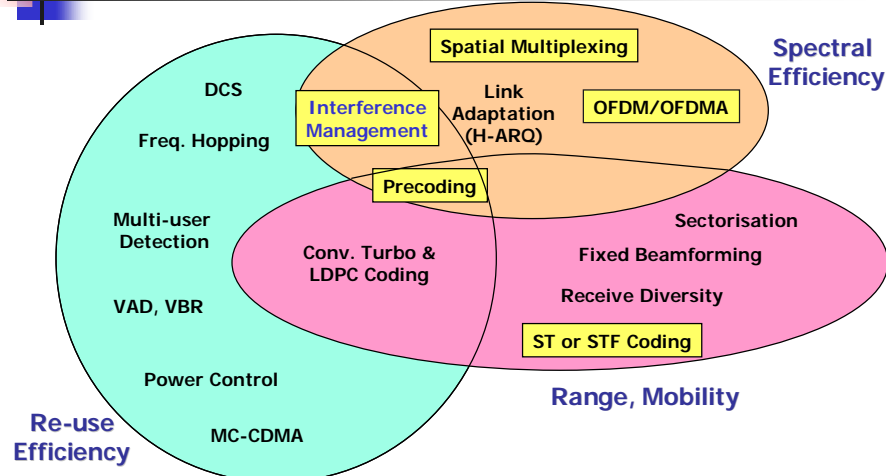 Spatial Multiplexing
Spectral
Efficiency
DCS
Link
Adaptation
(H-ARQ)
Interference
Management
OFDM/OFDMA
Freq. Hopping
Precoding
Multi-user
Detection
Sectorisation
Conv. Turbo &
LDPC Coding
Fixed Beamforming
VAD, VBR
Receive Diversity
ST or STF Coding
Power Control
Range, Mobility
Re-use
Efficiency
MC-CDMA